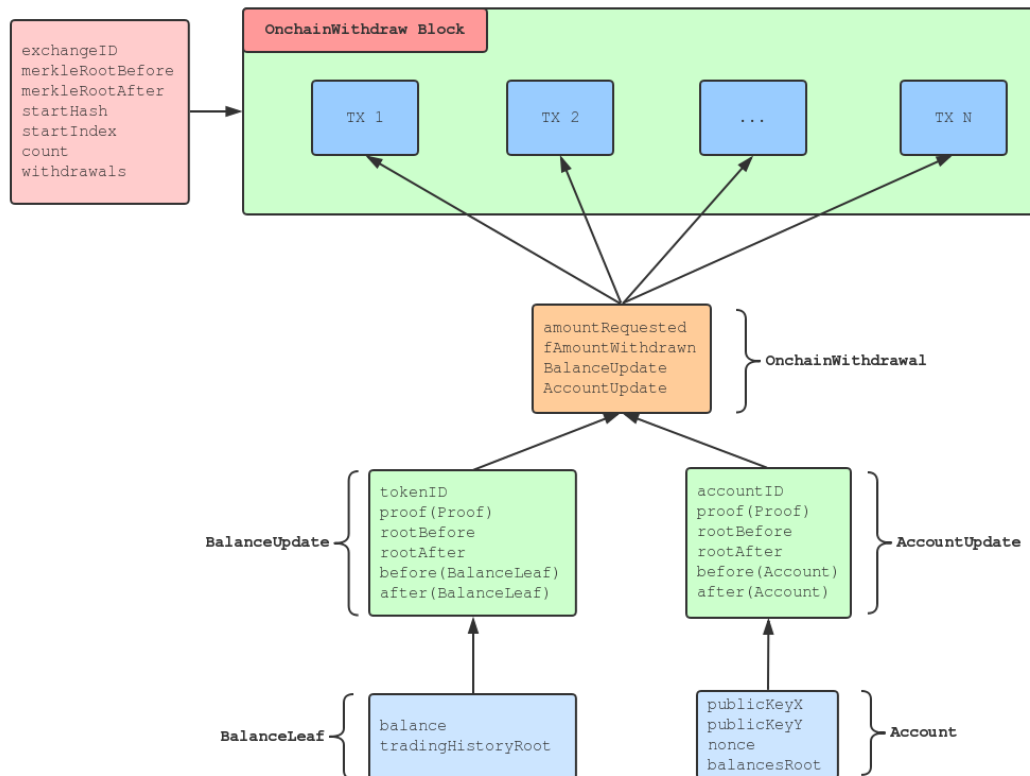 OnchainWithdraw Block
exchangeID
merkleRootBefore
merkleRootAfter
startHash
startIndex
count
withdrawals
TX 1
TX 2
...
TX N
amountRequested
fAmountWithdrawn
BalanceUpdate
AccountUpdate
OnchainWithdrawal
BalanceUpdate
tokenID
proof(Proof)
rootBefore
rootAfter
before(BalanceLeaf)
after(BalanceLeaf)
accountID
proof(Proof)
rootBefore
rootAfter
before(Account)
after(Account)
AccountUpdate
BalanceLeaf
balance
tradingHistoryRoot
publicKeyX
publicKeyY
nonce
balancesRoot
Account